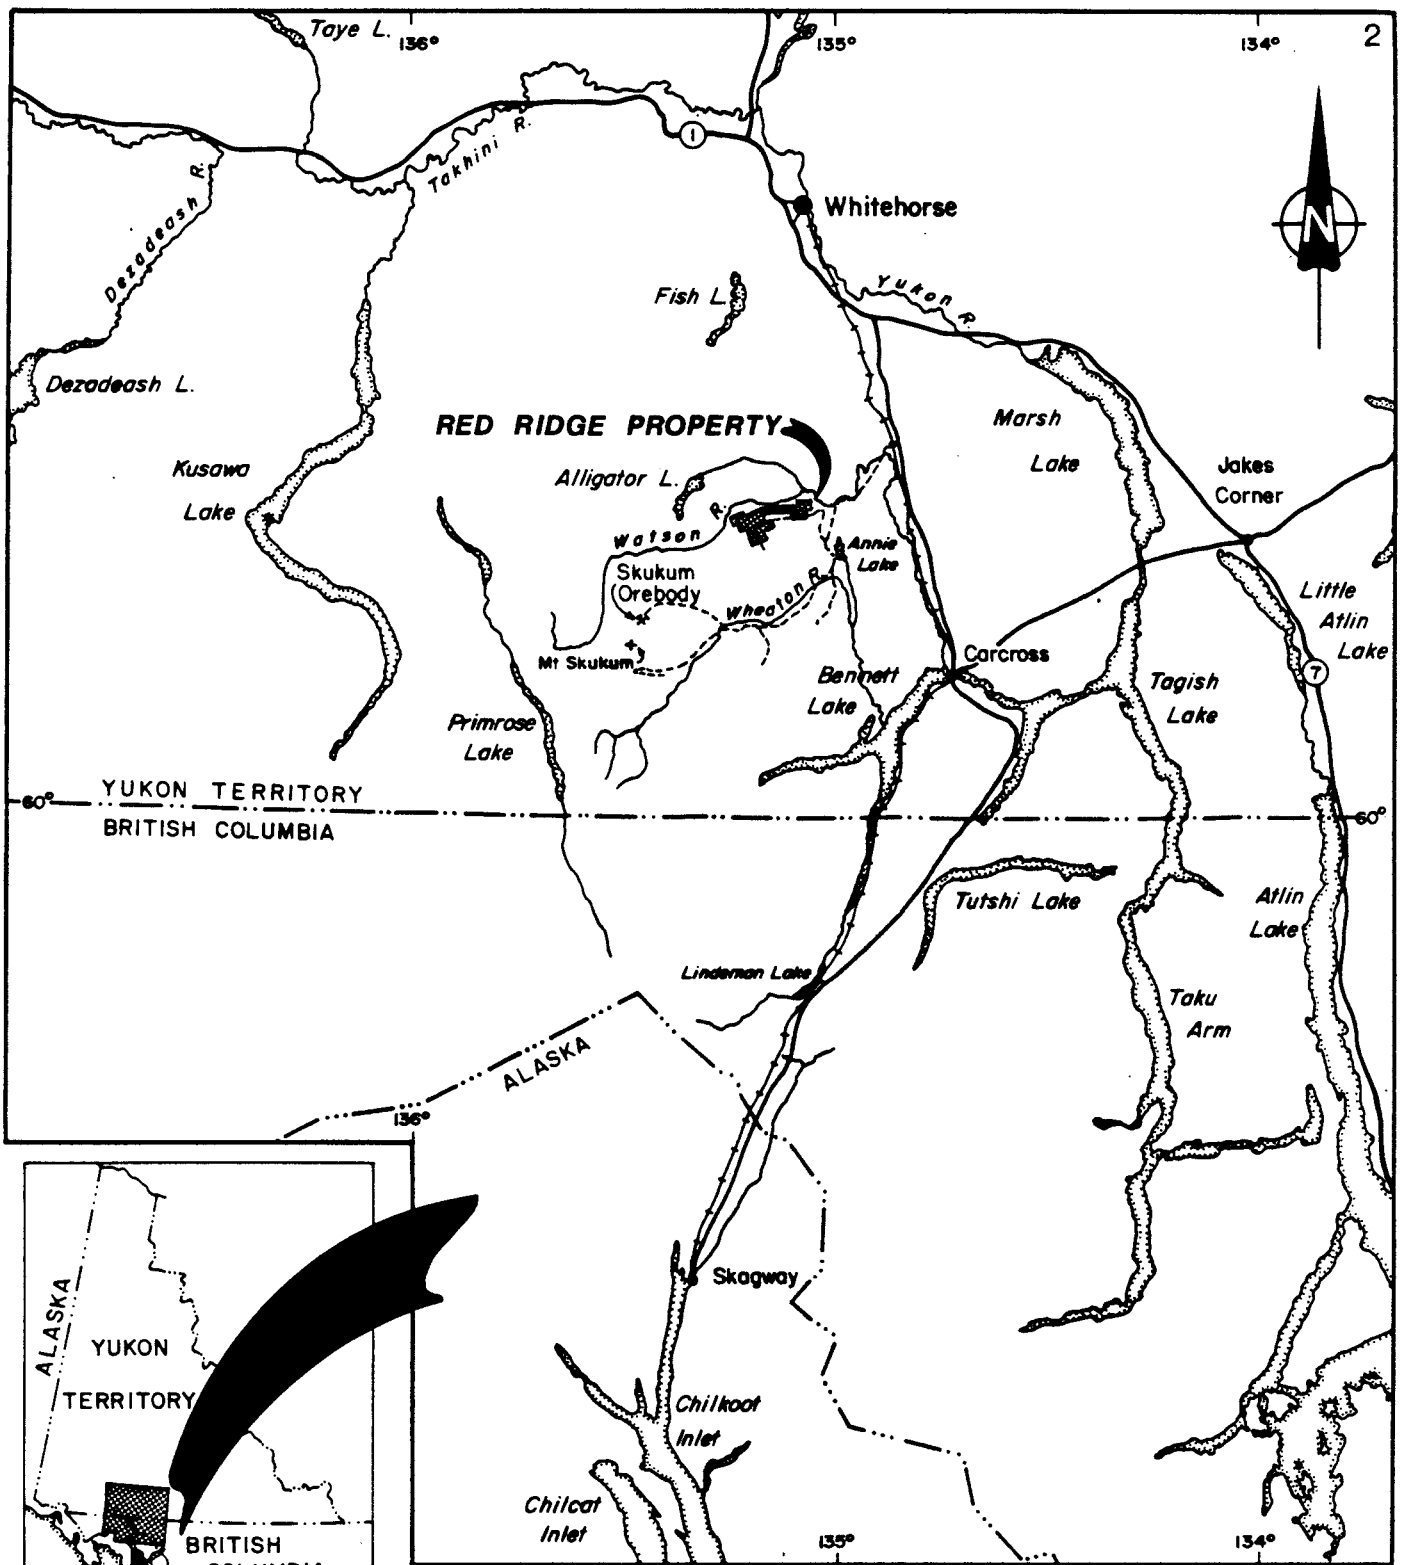 Taye L.
136°
135°
134°
2
1
Takhini R.
Dezadeash R.
Whitehorse
N
Yukon R.
Fish L.
Dezadeash L.
RED RIDGE PROPERTY
Marsh
Lake
Kusawa
Lake
Alligator L.
Jakes
Corner
Watson R.
Annie
Lake
Skukum
Orebody
Wheaton R.
Little
Atlin
Lake
Mt Skukum
Carcross
Bennett
Lake
Tagish
Lake
7
Primrose
Lake
YUKON TERRITORY
60°
60°
BRITISH COLUMBIA
Tutshi Lake
Atlin
Lake
Lindeman Lake
Taku
Arm
ALASKA
136°
Skagway
ALASKA
YUKON
TERRITORY
Chilkoot
Inlet
Chilcat
Inlet
BRITISH
COLUMBIA
135°
134°